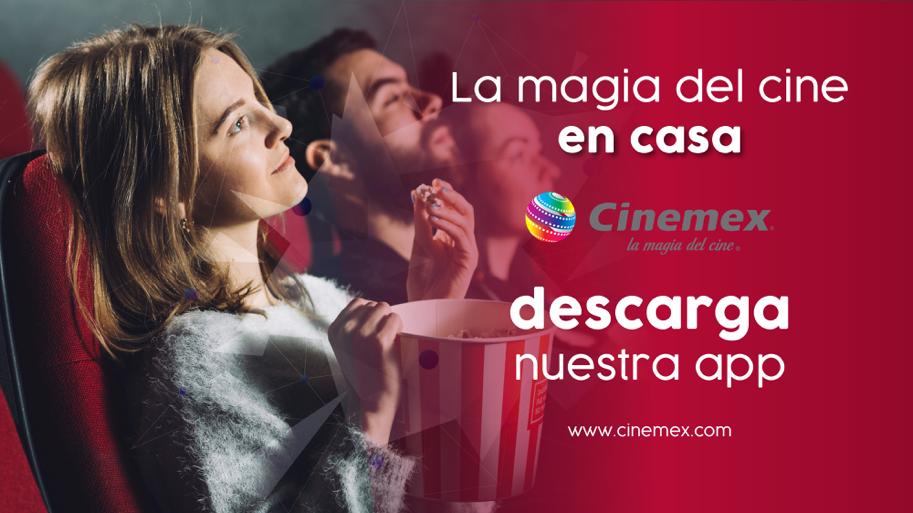 La magia del cine
en casa
Cinemex®
la magia del cine®
descarga
nuestra app
www.cinemex.com